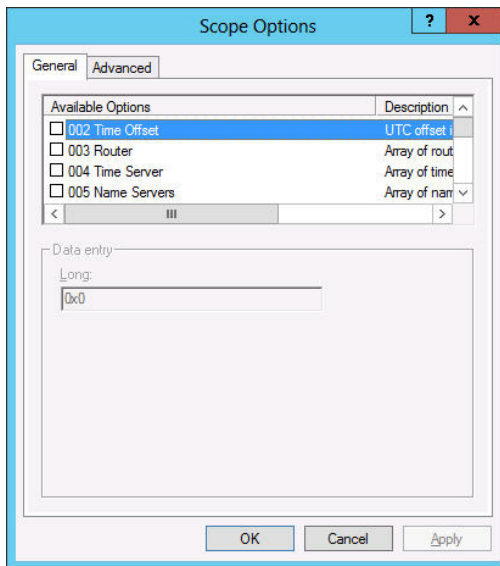 Scope Options
? x
General Advanced
Available Options Description
002 Time Offset UTC offset i
003 Router Array of rout
004 Time Server Array of time
005 Name Servers Array of nam
Data entry
Long:
0x0
OK Cancel Apply